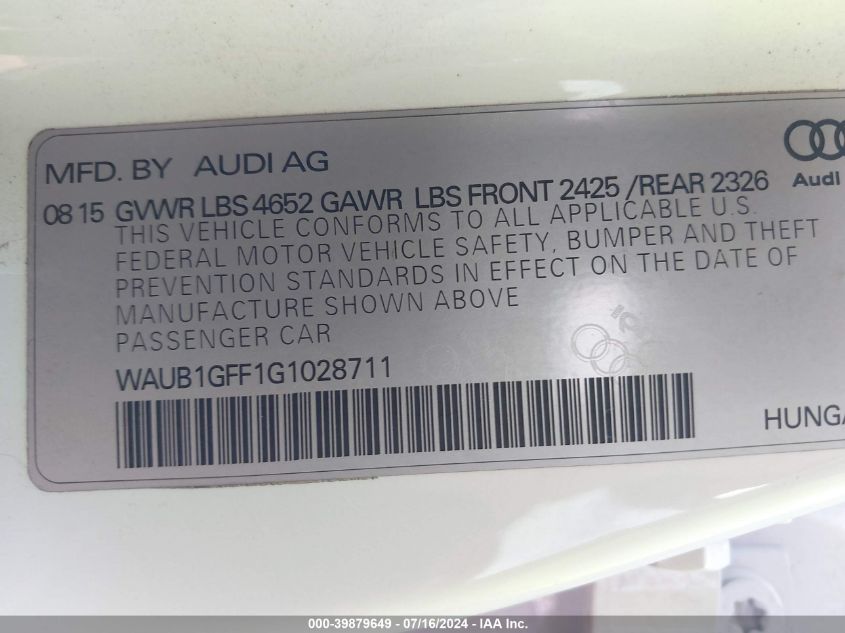 MFD. BY AUDI AG
Audi
08 15 GVWR LBS 4652 GAWR LBS FRONT 2425 /REAR 2326
THIS VEHICLE CONFORMS TO ALL APPLICABLE U.S.
FEDERAL MOTOR VEHICLE SAFETY, BUMPER AND THEFT
PREVENTION STANDARDS IN EFFECT ON THE DATE OF
MANUFACTURE SHOWN ABOVE
PASSENGER CAR
WAUB1GFF1G1028711
HUNGA
000-39879649 - 07/16/2024 - IAA Inc.